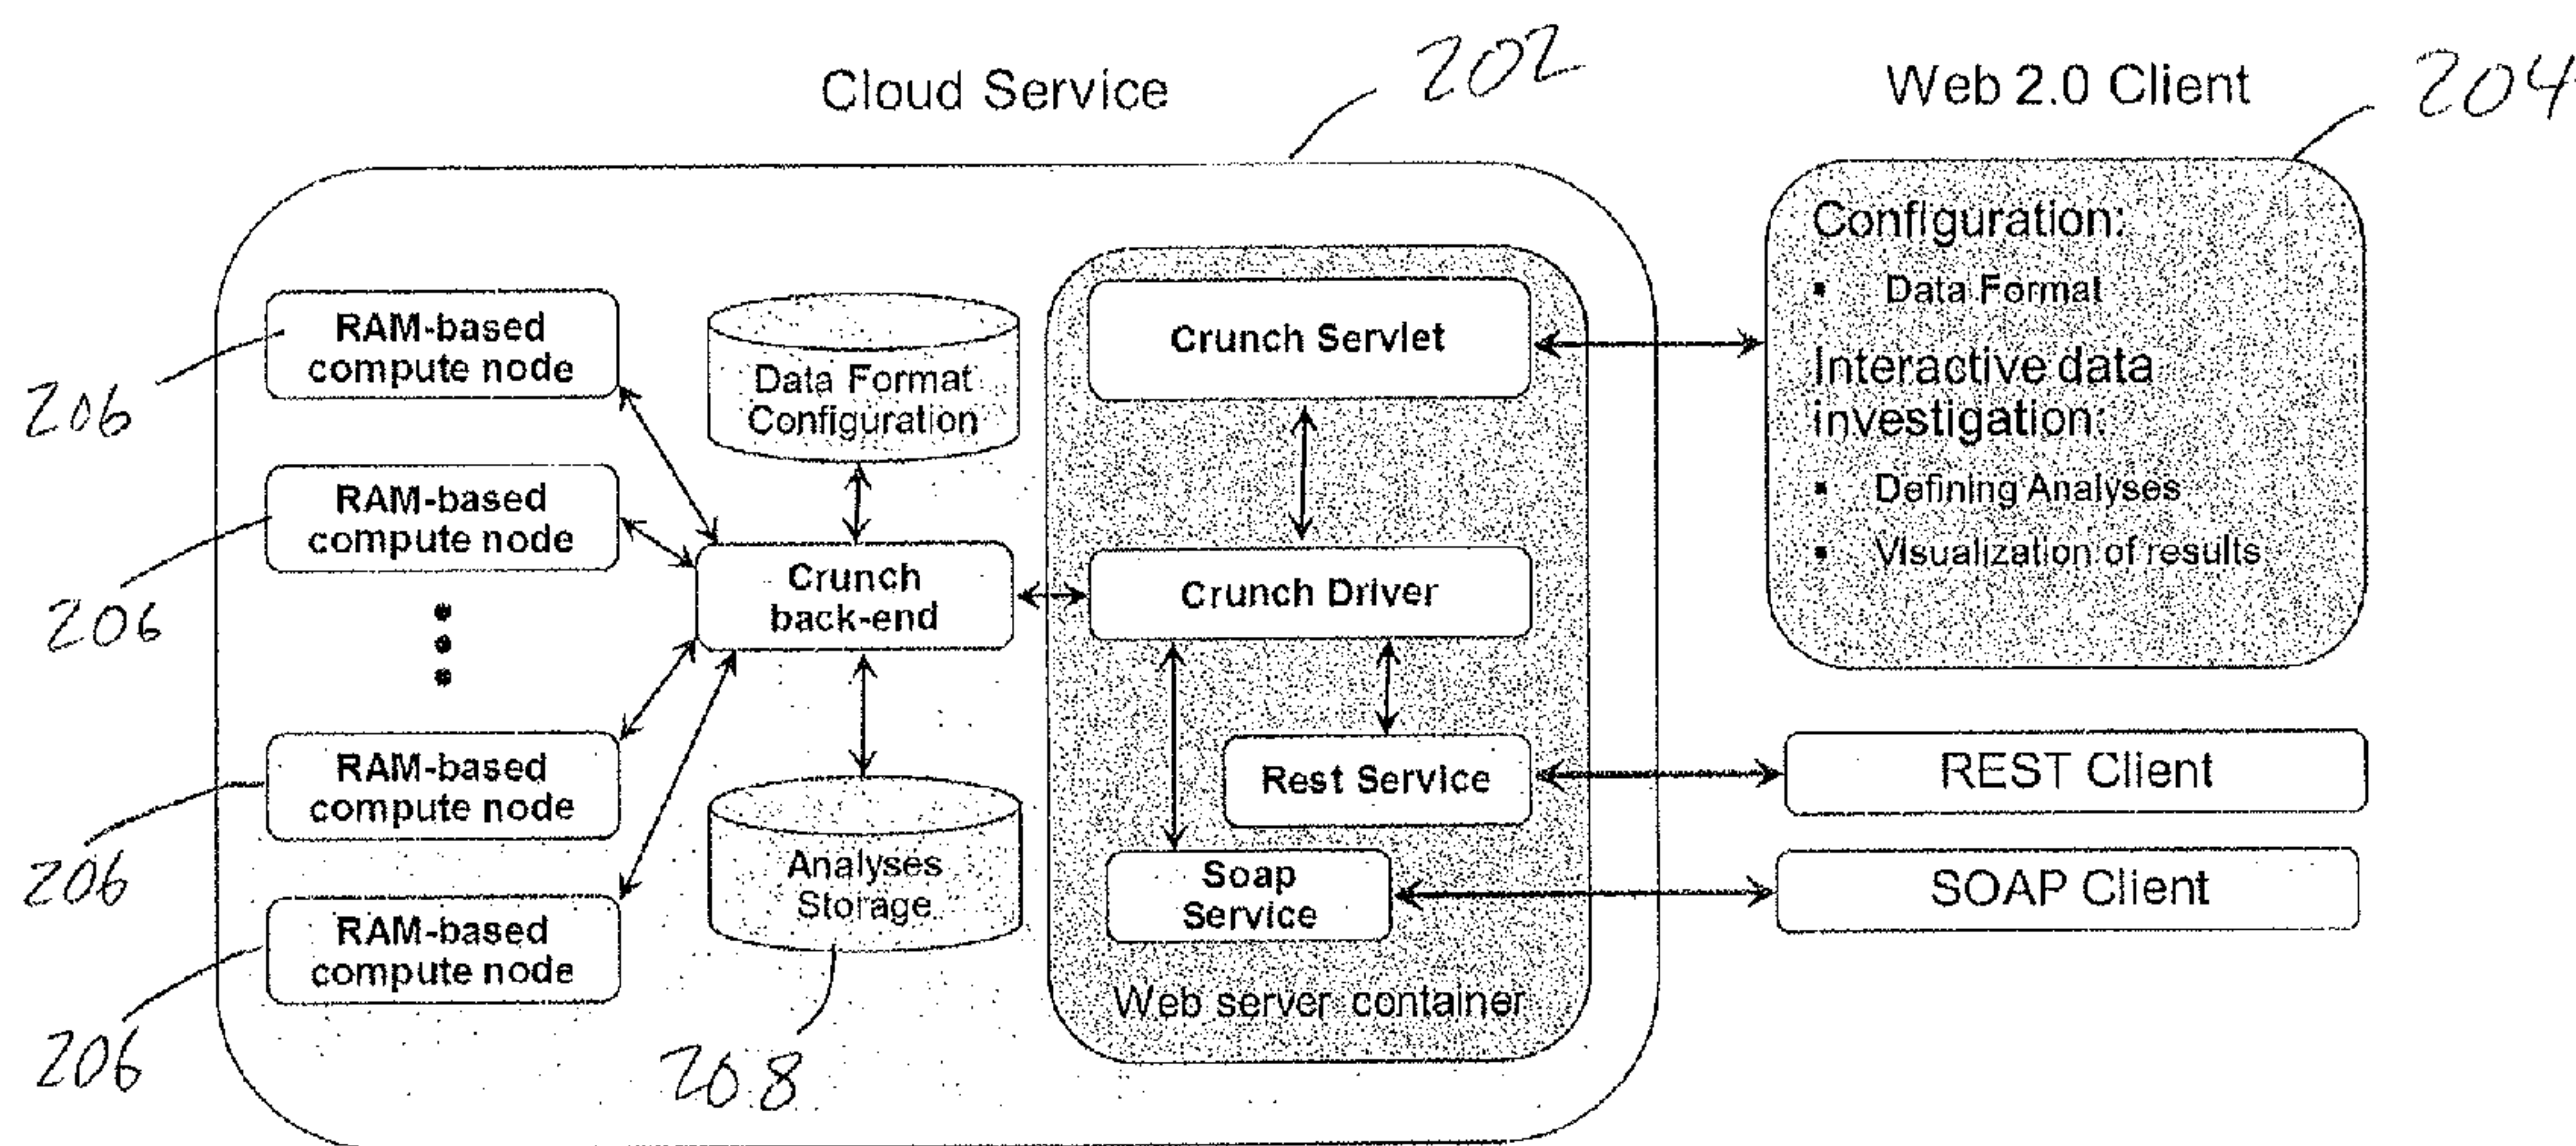 Cloud Service
202
Web 2.0 Client
204
RAM-based
compute node
206
RAM-based
compute node
206
RAM-based
compute node
206
RAM-based
compute node
206
Data Format
Configuration
Crunch
back-end
Analyses
Storage
208
Crunch Servlet
Crunch Driver
Rest Service
Soap
Service
Web server container
Configuration:
▪ Data Format
Interactive data
investigation:
▪ Defining Analyses
▪ Visualization of results
REST Client
SOAP Client